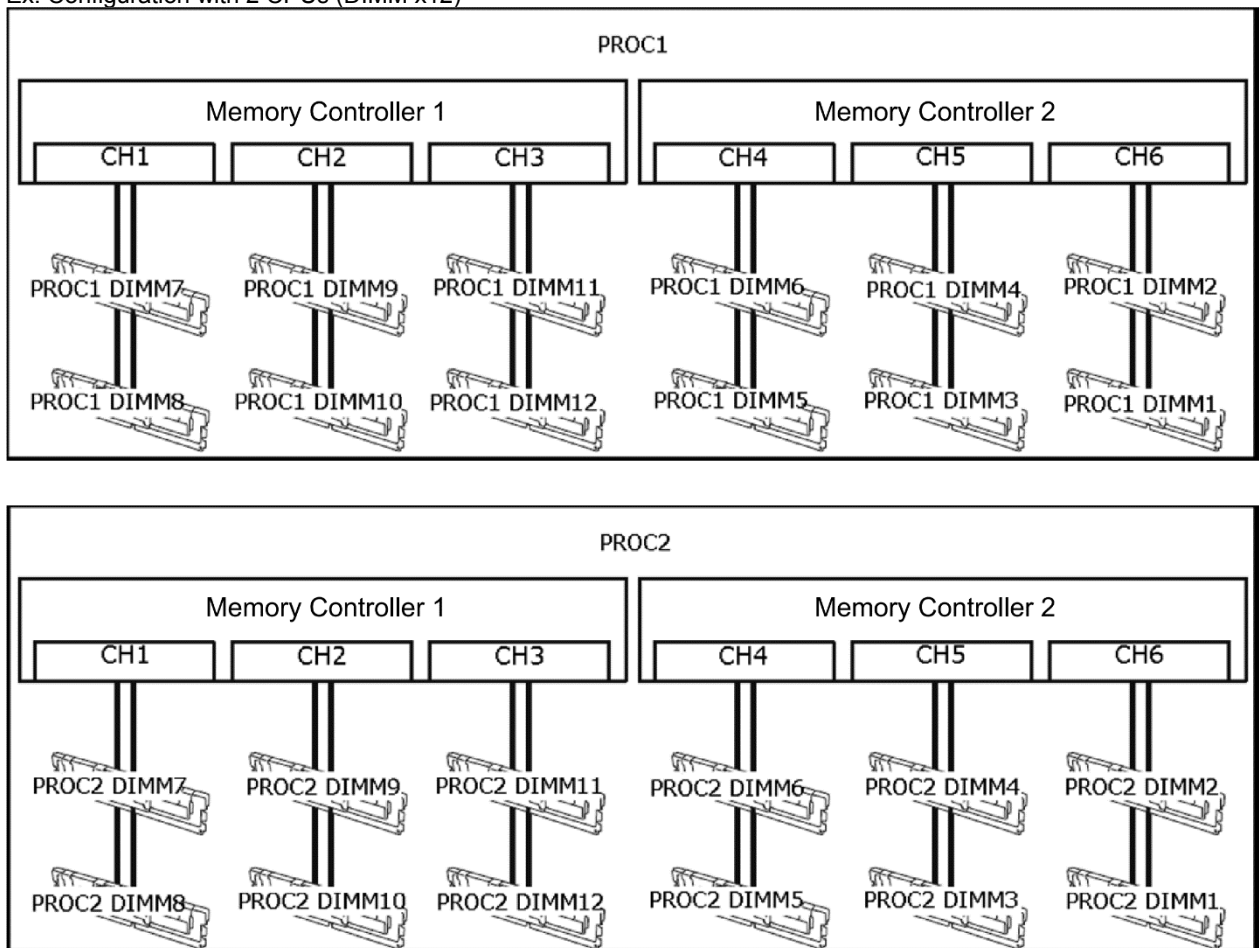 Ex. Configuration with 2 CPUs (DIMM x12)
PROC1
Memory Controller 1 Memory Controller 2
CH1 CH2 CH3 CH4 CH5 CH6
PROC1 DIMM7 PROC1 DIMM9 PROC1 DIMM11 PROC1 DIMM6 PROC1 DIMM4 PROC1 DIMM2
PROC1 DIMM8 PROC1 DIMM10 PROC1 DIMM12 PROC1 DIMM5 PROC1 DIMM3 PROC1 DIMM1
PROC2
Memory Controller 1 Memory Controller 2
CH1 CH2 CH3 CH4 CH5 CH6
PROC2 DIMM7 PROC2 DIMM9 PROC2 DIMM11 PROC2 DIMM6 PROC2 DIMM4 PROC2 DIMM2
PROC2 DIMM8 PROC2 DIMM10 PROC2 DIMM12 PROC2 DIMM5 PROC2 DIMM3 PROC2 DIMM1